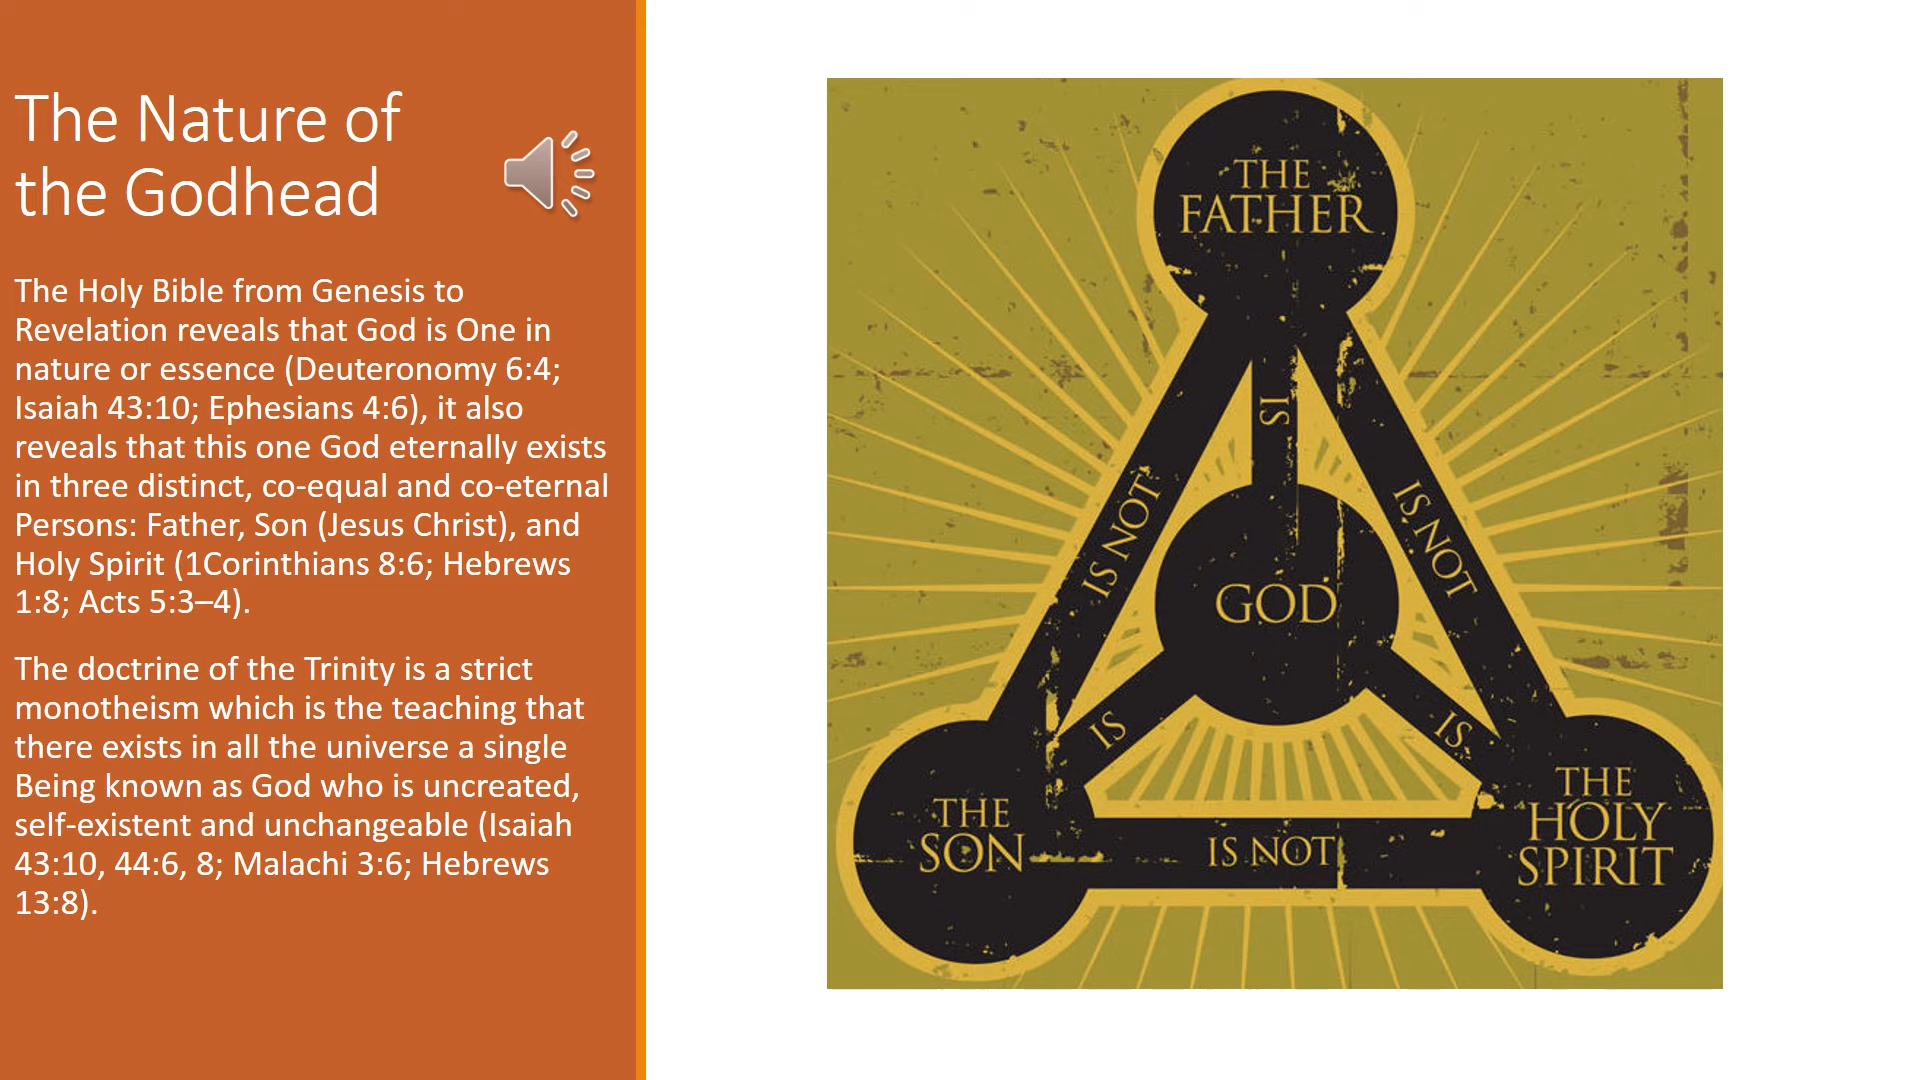 The Nature of
the Godhead
The Holy Bible from Genesis to
Revelation reveals that God is One in
nature or essence (Deuteronomy 6:4;
Isaiah 43:10; Ephesians 4:6), it also
reveals that this one God eternally exists
in three distinct, co-equal and co-eternal
Persons: Father, Son (Jesus Christ), and
Holy Spirit (1Corinthians 8:6; Hebrews
1:8; Acts 5:3–4).
The doctrine of the Trinity is a strict
monotheism which is the teaching that
there exists in all the universe a single
Being known as God who is uncreated,
self-existent and unchangeable (Isaiah
43:10, 44:6, 8; Malachi 3:6; Hebrews
13:8).
THE
FATHER
IS
IS NOT
IS NOT
GOD
IS
IS
THE
SON
IS NOT
THE
HOLY
SPIRIT